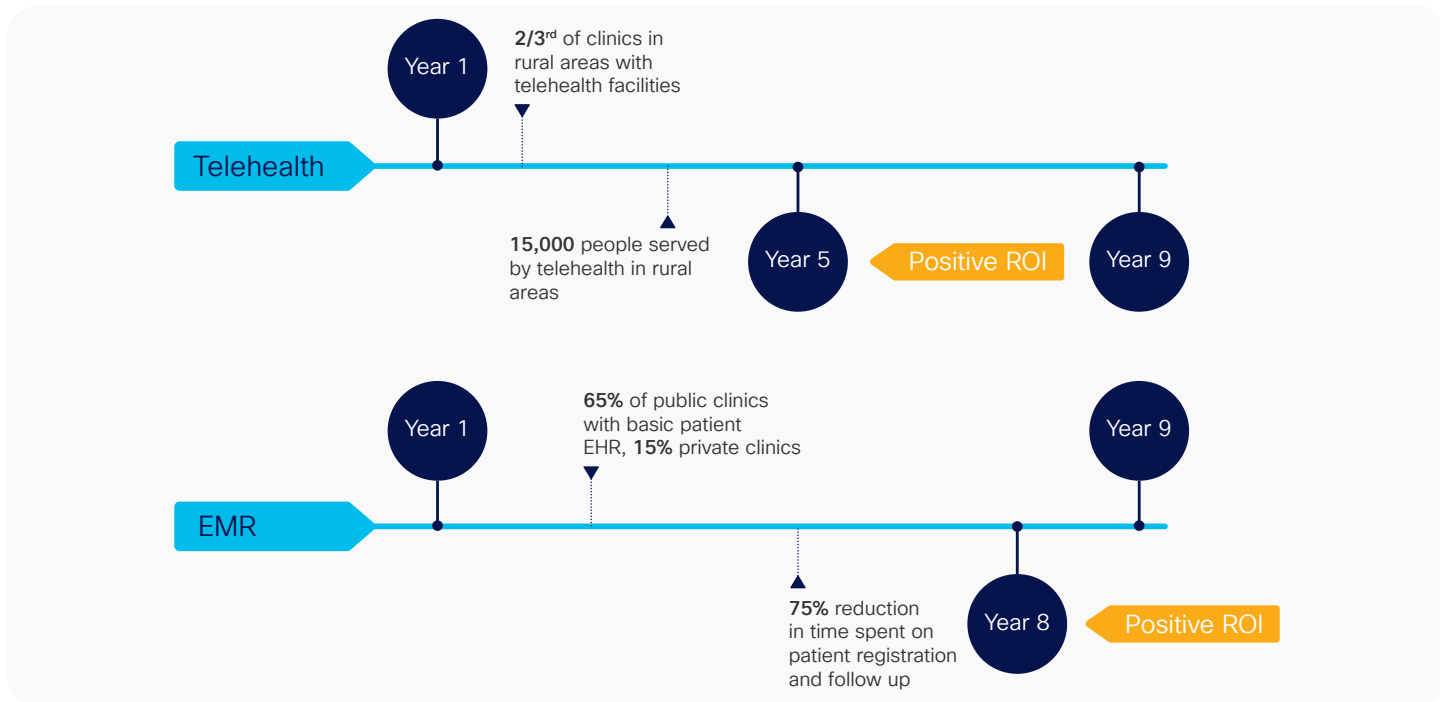 Year 1
2/3rd of clinics in
rural areas with
telehealth facilities
Telehealth
15,000 people served
by telehealth in rural
areas
Year 5
Positive ROI
Year 9
Year 1
65% of public clinics
with basic patient
EHR, 15% private clinics
Year 9
EMR
75% reduction
in time spent on
patient registration
and follow up
Year 8
Positive ROI